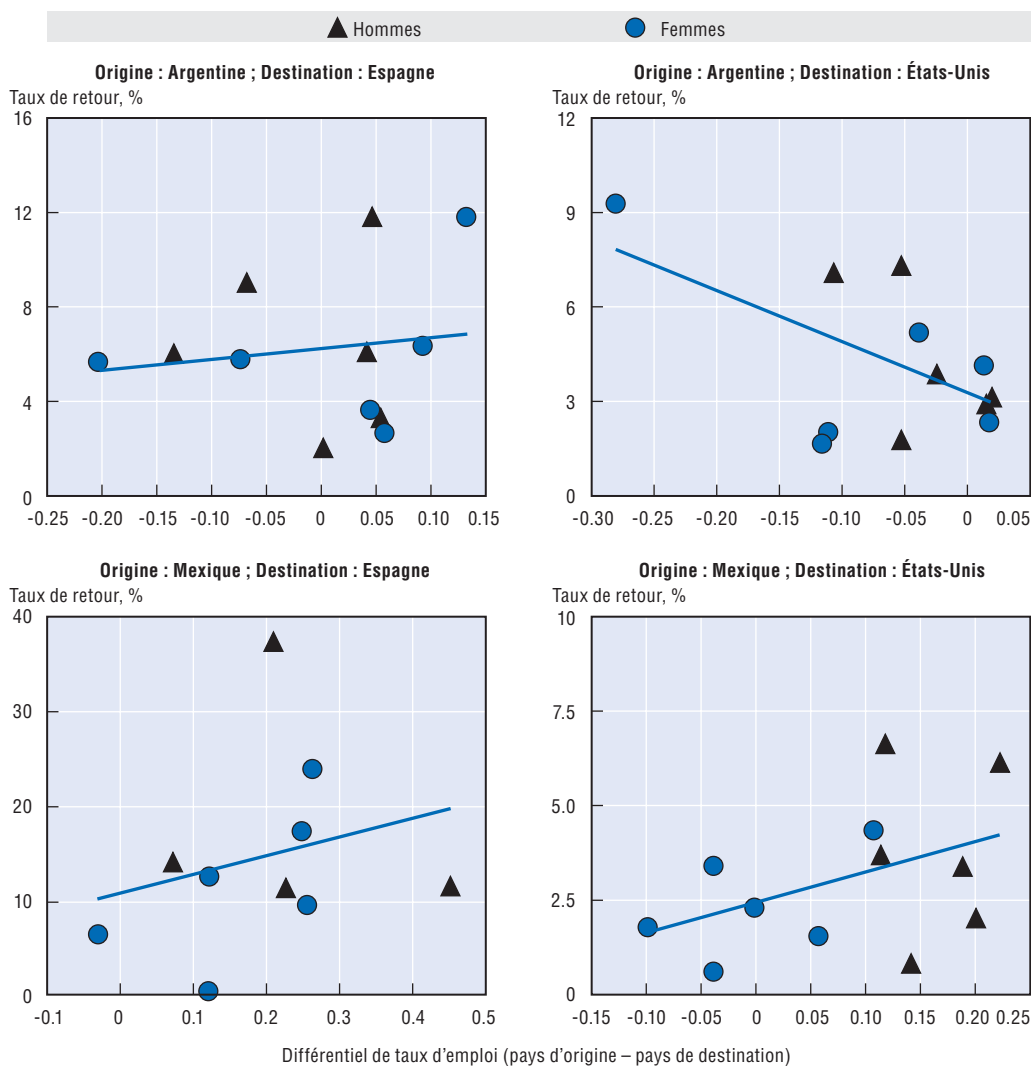 Hommes Femmes
Origine : Argentine ; Destination : Espagne
Taux de retour, %
16
12
8
4
0
-0.25 -0.20 -0.15 -0.10 -0.05 0 0.05 0.10 0.15
Origine : Argentine ; Destination : États-Unis
Taux de retour, %
12
9
6
3
0
-0.30 -0.25 -0.20 -0.15 -0.10 -0.05 0 0.05
Origine : Mexique ; Destination : Espagne
Taux de retour, %
40
30
20
10
0
-0.1 0 0.1 0.2 0.3 0.4 0.5
Origine : Mexique ; Destination : États-Unis
Taux de retour, %
10
7.5
5.0
2.5
0
-0.15 -0.10 -0.05 0 0.05 0.10 0.15 0.20 0.25
Différentiel de taux d'emploi (pays d'origine – pays de destination)